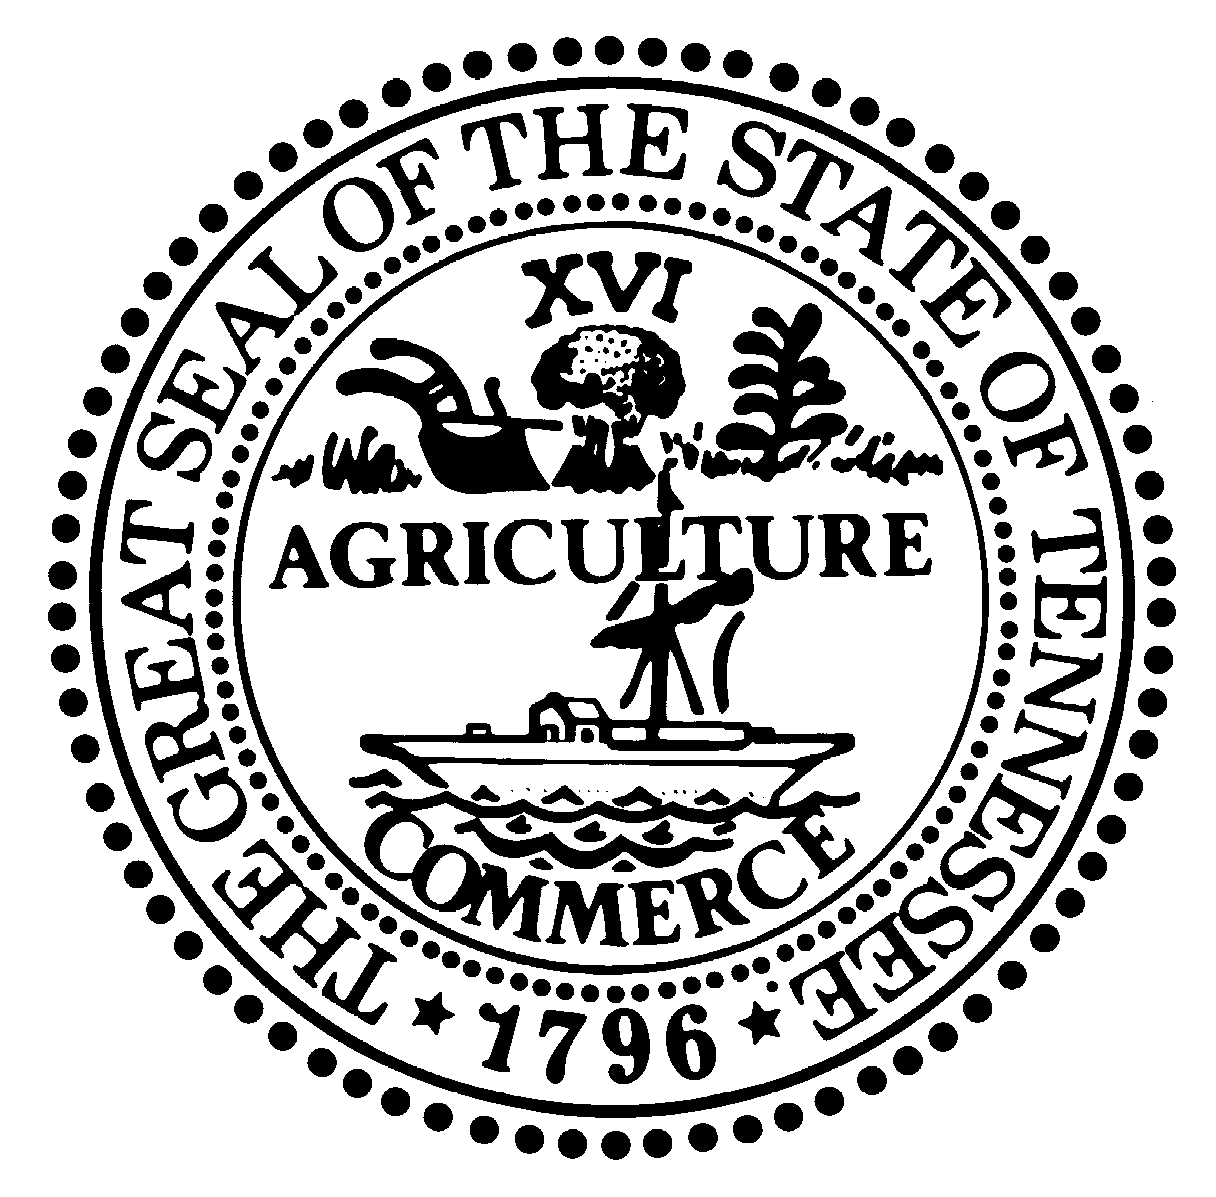 THE GREAT SEAL OF THE STATE OF TENNESSEE
XVI
AGRICULTURE
COMMERCE
★ 1796 ★